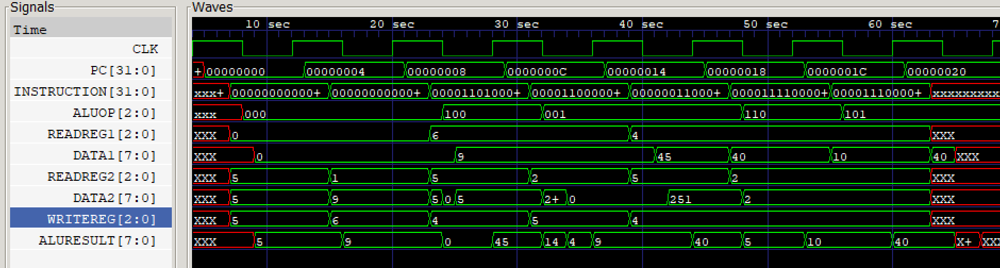 Signals Waves
Time 10 sec 20 sec 30 sec 40 sec 50 sec 60 sec 7
CLK
PC[31:0] + 00000000 00000004 00000008 0000000C 00000014 00000018 0000001C 00000020
INSTRUCTION[31:0] xxx+ 00000000000+ 00000000000+ 00001101000+ 00001100000+ 00000011000+ 000011110000+ 00001110000+ xxxxxxxxx
ALUOP[2:0] xxx 000 100 001 110 101
READREG1[2:0] XXX 0 6 4 XXX
DATA1[7:0] XXX 0 9 45 40 10 40 XXX
READREG2[2:0] XXX 5 1 5 2 5 2 XXX
DATA2[7:0] XXX 5 9 5 0 5 2+ 0 251 2 XXX
WRITEREG[2:0] XXX 5 6 4 5 4 XXX
ALURESULT[7:0] XXX 5 9 0 45 14 4 9 40 5 10 40 X+ XXX